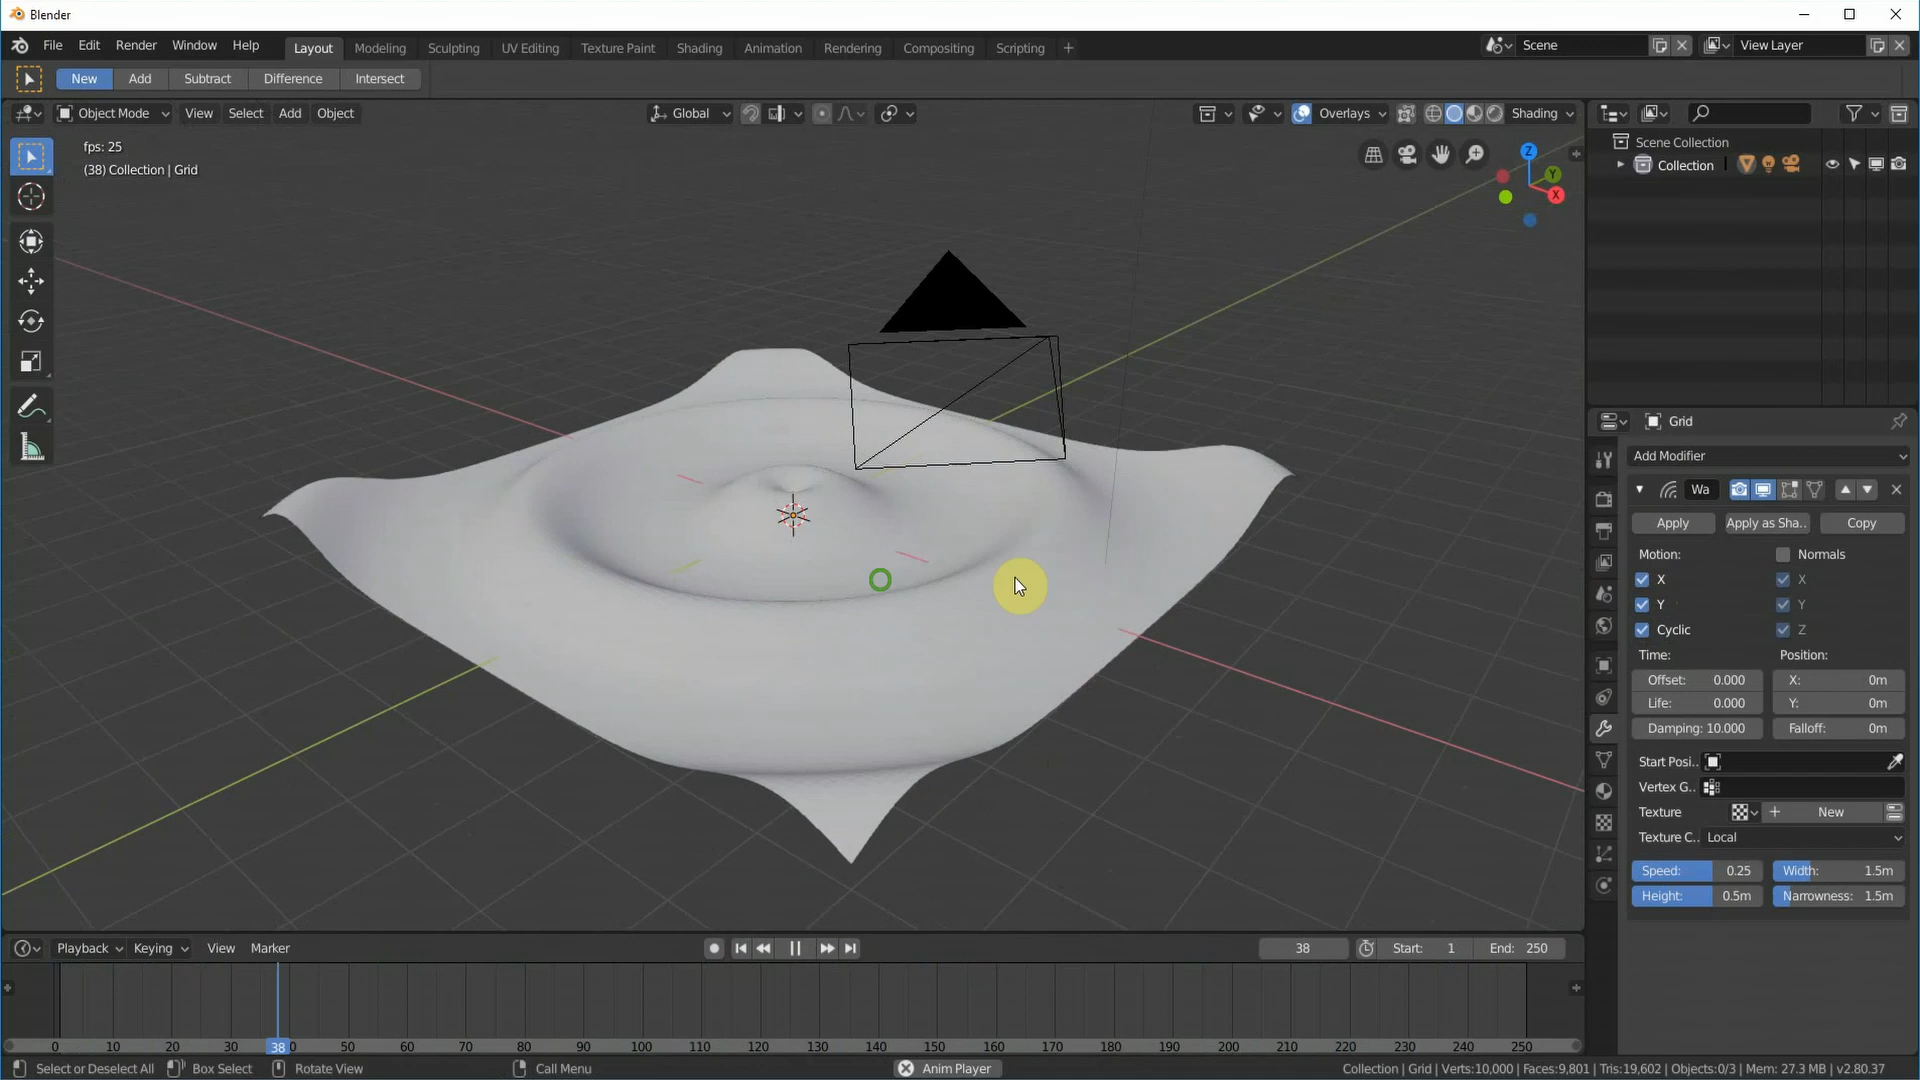 Blender
File Edit Render Window Help Layout Modeling Sculpting UV Editing Texture Paint Shading Animation Rendering Compositing Scripting + Scene View Layer
New Add Subtract Difference Intersect
Object Mode View Select Add Object Global Overlays Shading
fps: 25
(38) Collection | Grid
Z
Y
X
Scene Collection
Collection
Grid
Add Modifier
Wa
Apply Apply as Sha.. Copy
Motion: Normals
X X
Y Y
Cyclic Z
Time: Position:
Offset: 0.000 X: 0m
Life: 0.000 Y: 0m
Damping: 10.000 Falloff: 0m
Start Posi..
Vertex G..
Texture + New
Texture C.. Local
Speed: 0.25 Width: 1.5m
Height: 0.5m Narrowness: 1.5m
Playback Keying View Marker 38 Start: 1 End: 250
0 10 20 30 38 0 50 60 70 80 90 100 110 120 130 140 150 160 170 180 190 200 210 220 230 240 250
Select or Deselect All Box Select Rotate View Call Menu Anim Player Collection | Grid | Verts:10,000 | Faces:9,801 | Tris:19,602 | Objects:0/3 | Mem: 27.3 MB | v2.80.37